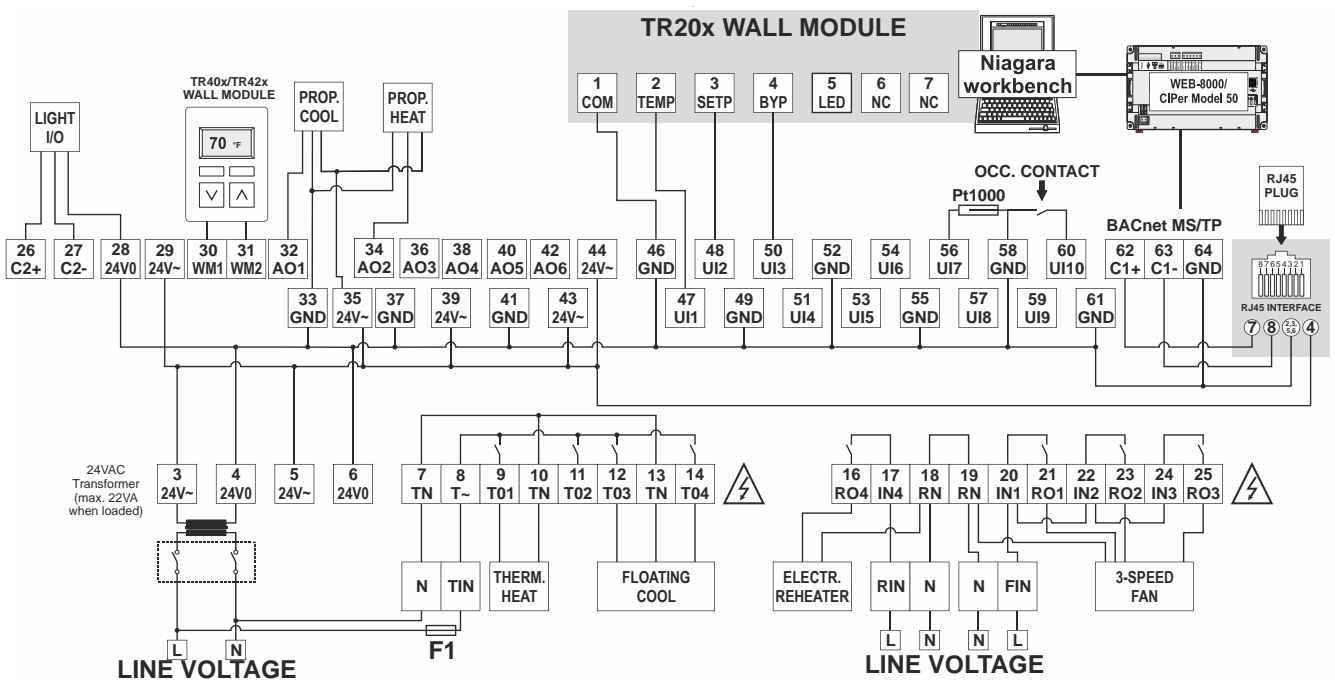 TR20x WALL MODULE
1 COM
2 TEMP
3 SETP
4 BYP
5 LED
6 NC
7 NC
Niagara
workbench
WEB-8000/
CIPer Model 50
TR40x/TR42x
WALL MODULE
70 °F
LIGHT
I/O
PROP.
COOL
PROP.
HEAT
OCC. CONTACT
Pt1000
BACnet MS/TP
RJ45
PLUG
26 C2+
27 C2-
28 24V0
29 24V~
30 WM1
31 WM2
32 AO1
34 AO2
36 AO3
38 AO4
40 AO5
42 AO6
44 24V~
46 GND
48 UI2
50 UI3
52 GND
54 UI6
56 UI7
58 GND
60 UI10
62 C1+
63 C1-
64 GND
87654321
RJ45 INTERFACE
7 8 2,3, 5,6 4
33 GND
35 24V~
37 GND
39 24V~
41 GND
43 24V~
47 UI1
49 GND
51 UI4
53 UI5
55 GND
57 UI8
59 UI9
61 GND
24VAC
Transformer
(max. 22VA
when loaded)
3 24V~
4 24V0
5 24V~
6 24V0
7 TN
8 T~
9 T01
10 TN
11 T02
12 T03
13 TN
14 T04
16 RO4
17 IN4
18 RN
19 RN
20 IN1
21 RO1
22 IN2
23 RO2
24 IN3
25 RO3
N
TIN
THERM.
HEAT
FLOATING
COOL
ELECTR.
REHEATER
RIN
N
N
FIN
3-SPEED
FAN
L
N
F1
L
N
N
L
LINE VOLTAGE
LINE VOLTAGE